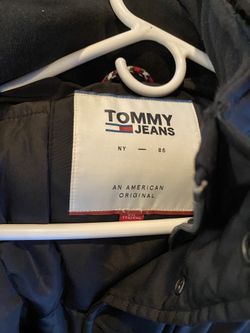 TOMMY
JEANS
NY — 85
AN AMERICAN
ORIGINAL